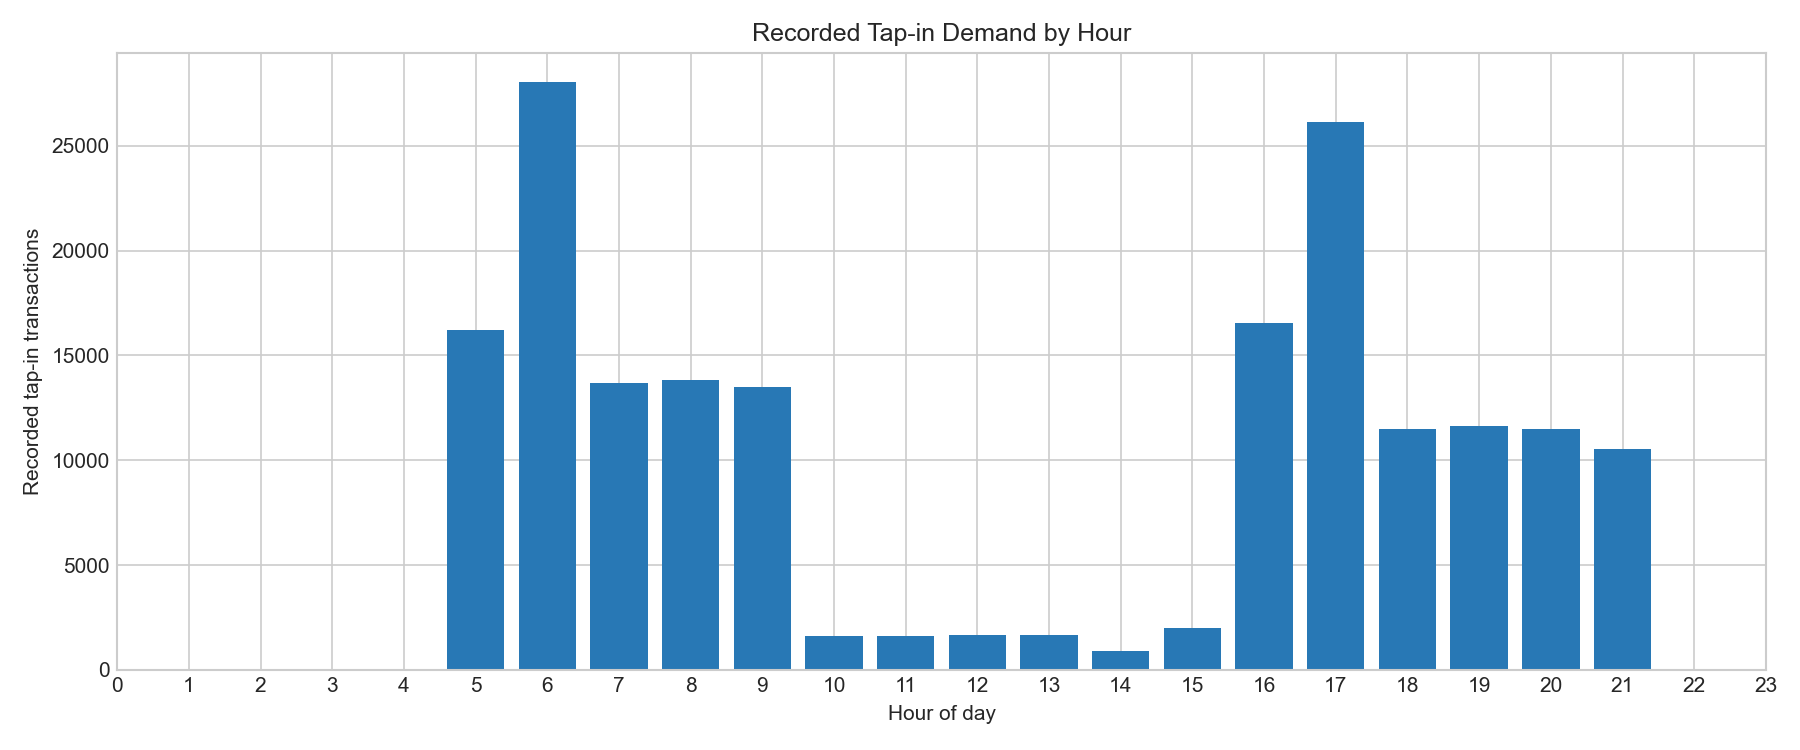 Recorded Tap-in Demand by Hour
Recorded tap-in transactions
25000
20000
15000
10000
5000
0
0 1 2 3 4 5 6 7 8 9 10 11 12 13 14 15 16 17 18 19 20 21 22 23
Hour of day